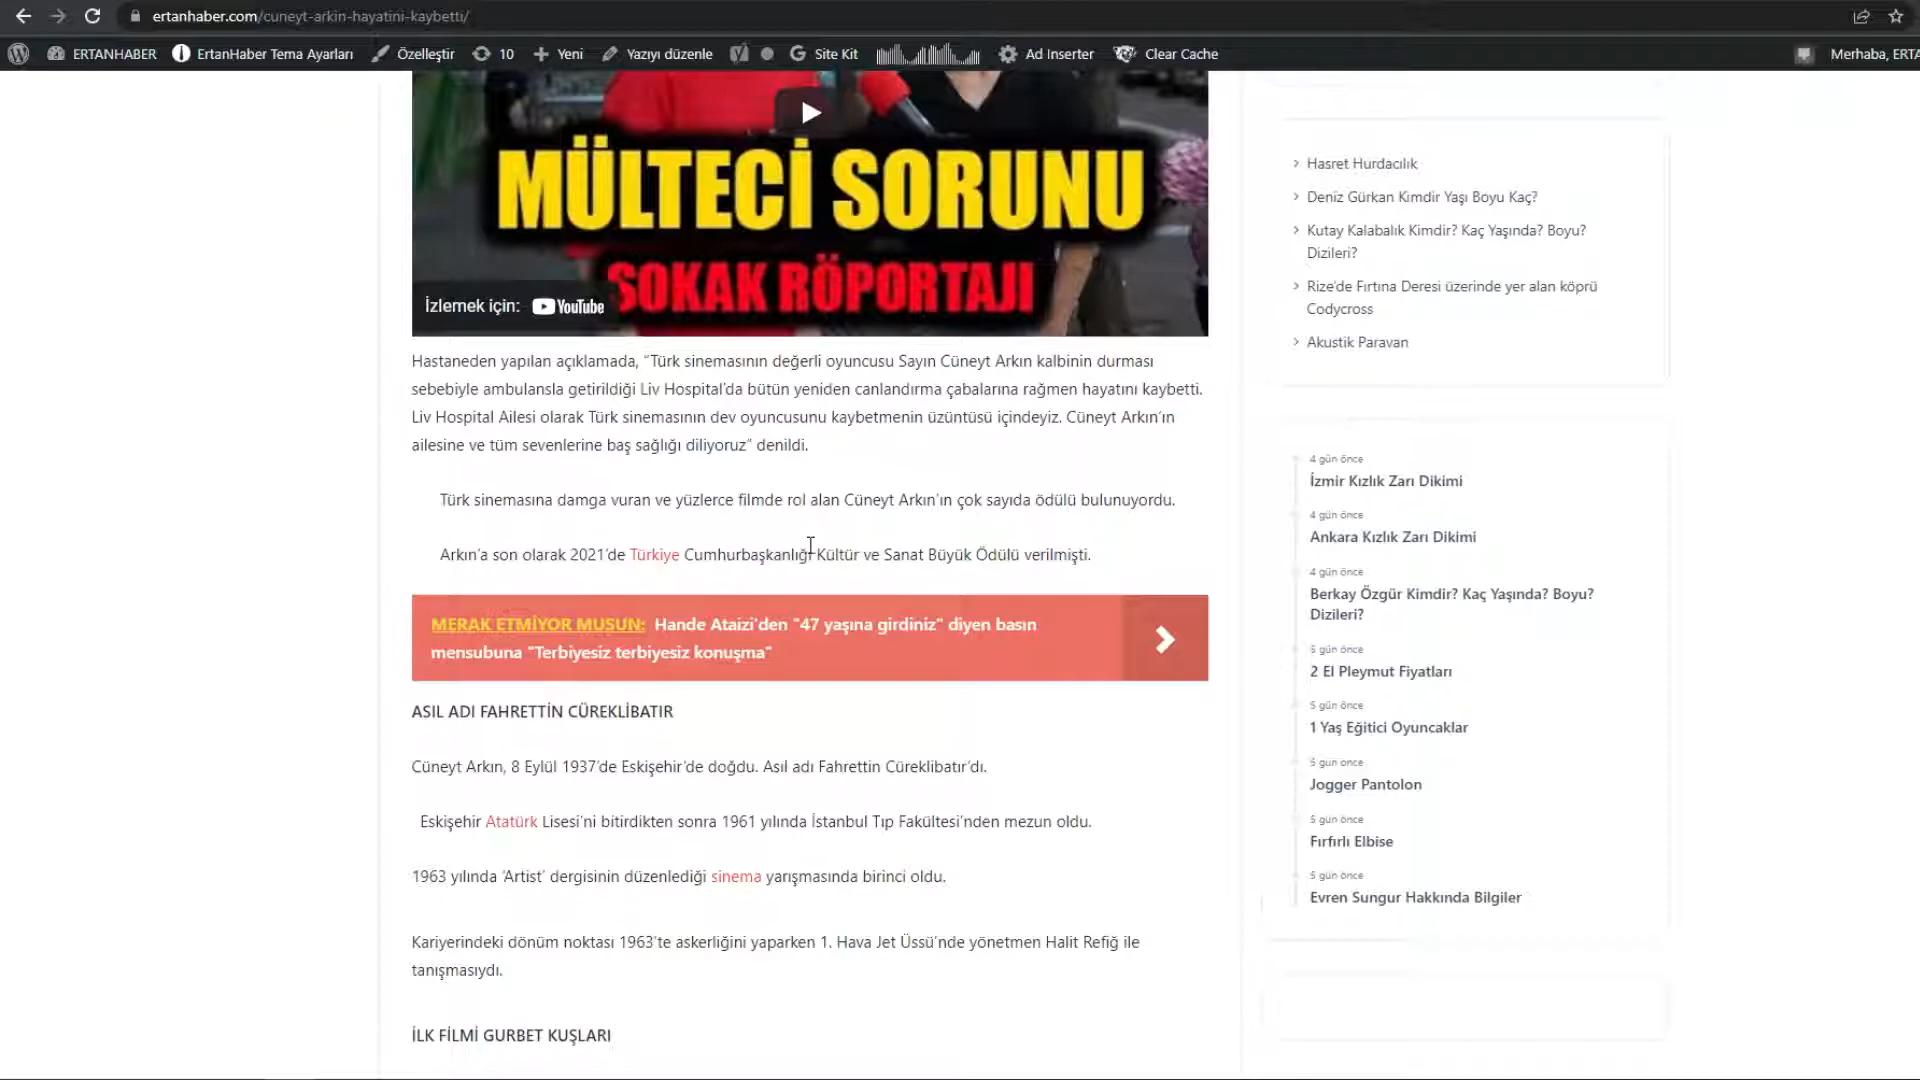 ertanhaber.com/cuneyt-arkin-hayatini-kaybetti/
ERTANHABER ErtanHaber Tema Ayarları Özelleştir 10 Yeni Yazıyı düzenle Site Kit Ad Inserter Clear Cache Merhaba, ERTA
MÜLTECİ SORUNU
SOKAK RÖPORTAJI
İzlemek için: YouTube
Hastaneden yapılan açıklamada, “Türk sinemasının değerli oyuncusu Sayın Cüneyt Arkın kalbinin durması
sebebiyle ambulansla getirildiği Liv Hospital’da bütün yeniden canlandırma çabalarına rağmen hayatını kaybetti.
Liv Hospital Ailesi olarak Türk sinemasının dev oyuncusunu kaybetmenin üzüntüsü içindeyiz. Cüneyt Arkın’ın
ailesine ve tüm sevenlerine baş sağlığı diliyoruz” denildi.
Türk sinemasına damga vuran ve yüzlerce filmde rol alan Cüneyt Arkın’ın çok sayıda ödülü bulunuyordu.
Arkın’a son olarak 2021’de Türkiye Cumhurbaşkanlığı Kültür ve Sanat Büyük Ödülü verilmişti.
MERAK ETMİYOR MUSUN: Hande Ataizi'den "47 yaşına girdiniz" diyen basın
mensubuna "Terbiyesiz terbiyesiz konuşma"
ASIL ADI FAHRETTİN CÜREKLİBATIR
Cüneyt Arkın, 8 Eylül 1937’de Eskişehir’de doğdu. Asıl adı Fahrettin Cüreklibatır’dı.
Eskişehir Atatürk Lisesi’ni bitirdikten sonra 1961 yılında İstanbul Tıp Fakültesi’nden mezun oldu.
1963 yılında ‘Artist’ dergisinin düzenlediği sinema yarışmasında birinci oldu.
Kariyerindeki dönüm noktası 1963’te askerliğini yaparken 1. Hava Jet Üssü’nde yönetmen Halit Refiğ ile
tanışmasıydı.
İLK FİLMİ GURBET KUŞLARI
Hasret Hurdacılık
Deniz Gürkan Kimdir Yaşı Boyu Kaç?
Kutay Kalabalık Kimdir? Kaç Yaşında? Boyu?
Dizileri?
Rize’de Fırtına Deresi üzerinde yer alan köprü
Codycross
Akustik Paravan
4 gün önce
İzmir Kızlık Zarı Dikimi
4 gün önce
Ankara Kızlık Zarı Dikimi
4 gün önce
Berkay Özgür Kimdir? Kaç Yaşında? Boyu?
Dizileri?
5 gün önce
2 El Pleymut Fiyatları
5 gün önce
1 Yaş Eğitici Oyuncaklar
5 gün önce
Jogger Pantolon
5 gün önce
Fırfırlı Elbise
5 gün önce
Evren Sungur Hakkında Bilgiler